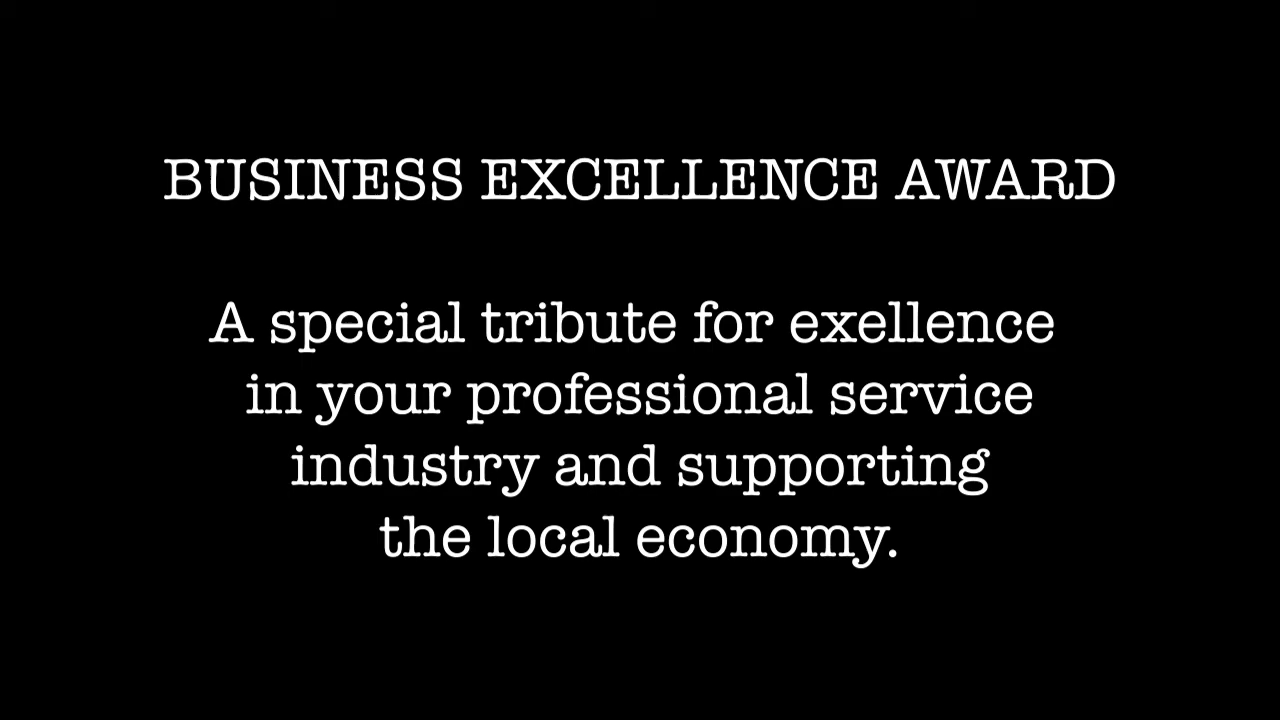 BUSINESS EXCELLENCE AWARD
A special tribute for exellence
in your professional service
industry and supporting
the local economy.